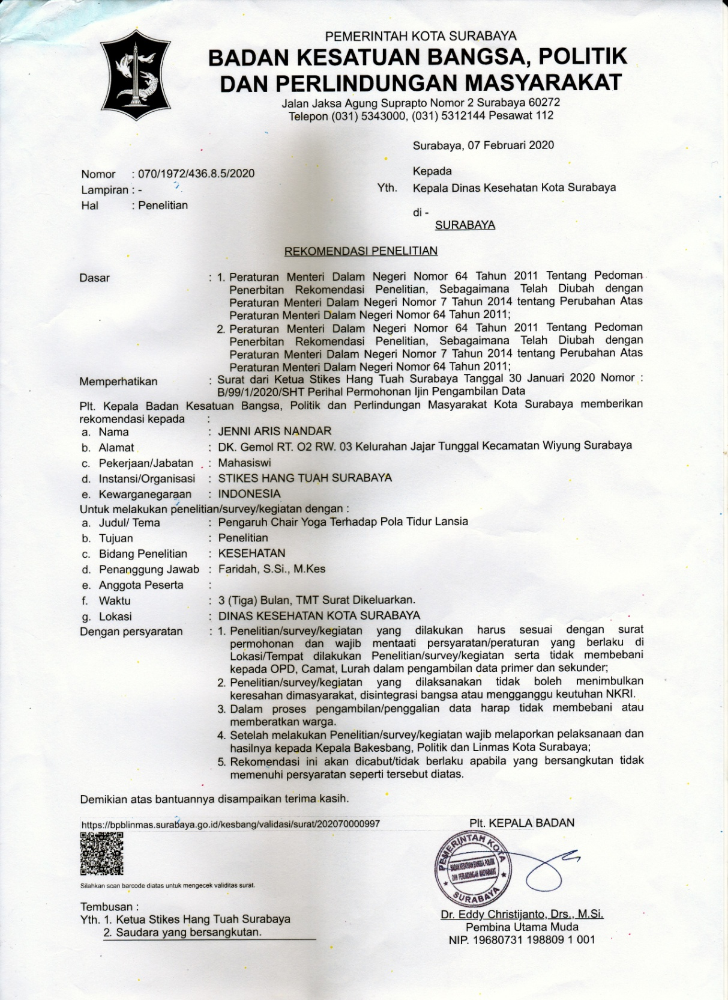 PEMERINTAH KOTA SURABAYA
BADAN KESATUAN BANGSA, POLITIK
DAN PERLINDUNGAN MASYARAKAT
Jalan Jaksa Agung Suprapto Nomor 2 Surabaya 60272
Telepon (031) 5343000, (031) 5312144 Pesawat 112
Surabaya, 07 Februari 2020
Nomor : 070/1972/436.8.5/2020
Lampiran : -
Hal : Penelitian
Kepada
Yth. Kepala Dinas Kesehatan Kota Surabaya
di -
SURABAYA
REKOMENDASI PENELITIAN
Dasar : 1. Peraturan Menteri Dalam Negeri Nomor 64 Tahun 2011 Tentang Pedoman
Penerbitan Rekomendasi Penelitian, Sebagaimana Telah Diubah dengan
Peraturan Menteri Dalam Negeri Nomor 7 Tahun 2014 tentang Perubahan Atas
Peraturan Menteri Dalam Negeri Nomor 64 Tahun 2011;
2. Peraturan Menteri Dalam Negeri Nomor 64 Tahun 2011 Tentang Pedoman
Penerbitan Rekomendasi Penelitian, Sebagaimana Telah Diubah dengan
Peraturan Menteri Dalam Negeri Nomor 7 Tahun 2014 tentang Perubahan Atas
Peraturan Menteri Dalam Negeri Nomor 64 Tahun 2011;
Memperhatikan : Surat dari Ketua Stikes Hang Tuah Surabaya Tanggal 30 Januari 2020 Nomor :
B/99/1/2020/SHT Perihal Permohonan Ijin Pengambilan Data
Plt. Kepala Badan Kesatuan Bangsa, Politik dan Perlindungan Masyarakat Kota Surabaya memberikan
rekomendasi kepada :
a. Nama : JENNI ARIS NANDAR
b. Alamat : DK. Gemol RT. O2 RW. 03 Kelurahan Jajar Tunggal Kecamatan Wiyung Surabaya
c. Pekerjaan/Jabatan : Mahasiswi
d. Instansi/Organisasi : STIKES HANG TUAH SURABAYA
e. Kewarganegaraan : INDONESIA
Untuk melakukan penelitian/survey/kegiatan dengan :
a. Judul/ Tema : Pengaruh Chair Yoga Terhadap Pola Tidur Lansia
b. Tujuan : Penelitian
c. Bidang Penelitian : KESEHATAN
d. Penanggung Jawab : Faridah, S.Si., M.Kes
e. Anggota Peserta :
f. Waktu : 3 (Tiga) Bulan, TMT Surat Dikeluarkan.
g. Lokasi : DINAS KESEHATAN KOTA SURABAYA
Dengan persyaratan : 1. Penelitian/survey/kegiatan yang dilakukan harus sesuai dengan surat
permohonan dan wajib mentaati persyaratan/peraturan yang berlaku di
Lokasi/Tempat dilakukan Penelitian/survey/kegiatan serta tidak membebani
kepada OPD, Camat, Lurah dalam pengambilan data primer dan sekunder;
2. Penelitian/survey/kegiatan yang dilaksanakan tidak boleh menimbulkan
keresahan dimasyarakat, disintegrasi bangsa atau mengganggu keutuhan NKRI.
3. Dalam proses pengambilan/penggalian data harap tidak membebani atau
memberatkan warga.
4. Setelah melakukan Penelitian/survey/kegiatan wajib melaporkan pelaksanaan dan
hasilnya kepada Kepala Bakesbang, Politik dan Linmas Kota Surabaya;
5. Rekomendasi ini akan dicabut/tidak berlaku apabila yang bersangkutan tidak
memenuhi persyaratan seperti tersebut diatas.
Demikian atas bantuannya disampaikan terima kasih.
https://bpblinmas.surabaya.go.id/kesbang/validasi/surat/202070000997
Silahkan scan barcode diatas untuk mengecek validitas surat.
Plt. KEPALA BADAN
PEMERINTAH KOTA
BADAN KESATUAN BANGSA, POLITIK
DAN PERLINDUNGAN MASYARAKAT
SURABAYA
Dr. Eddy Christijanto, Drs., M.Si.
Pembina Utama Muda
NIP. 19680731 198809 1 001
Tembusan :
Yth. 1. Ketua Stikes Hang Tuah Surabaya
2. Saudara yang bersangkutan.